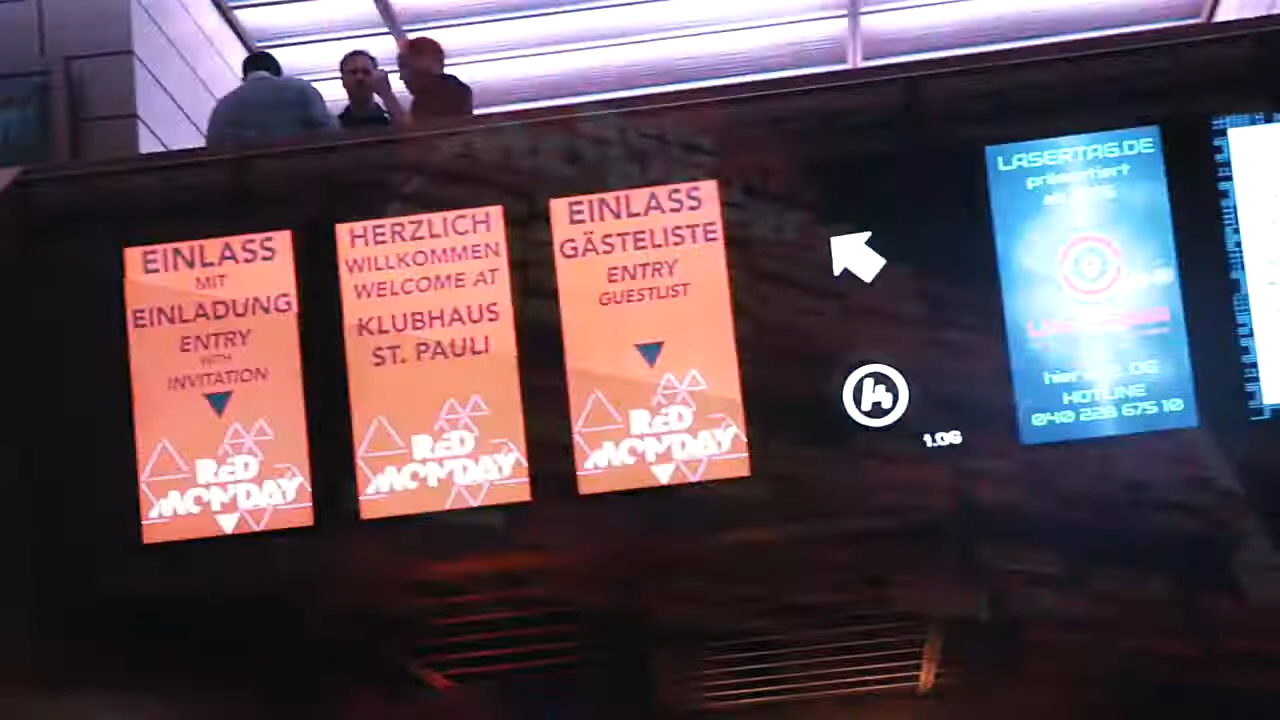 EINLASS
MIT
EINLADUNG
ENTRY
WITH
INVITATION
RED
MONDAY
HERZLICH
WILLKOMMEN
WELCOME AT
KLUBHAUS
ST. PAULI
RED
MONDAY
EINLASS
GÄSTELISTE
ENTRY
GUESTLIST
RED
MONDAY
1.OG
LASERTAG.DE
präsentiert
HOTLINE
040 228 675 10